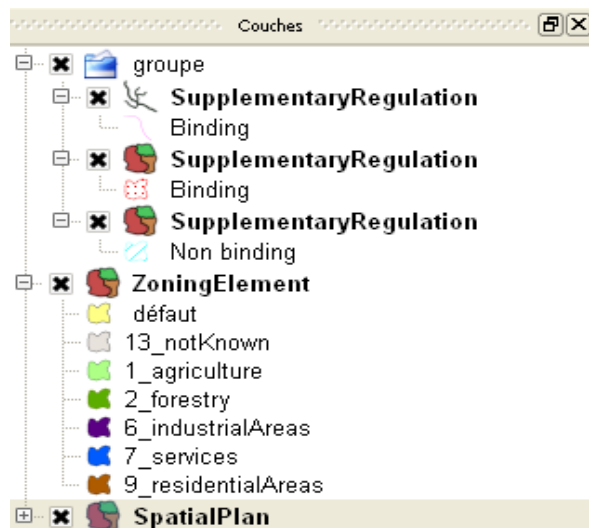 Couches
groupe
SupplementaryRegulation
Binding
SupplementaryRegulation
Binding
SupplementaryRegulation
Non binding
ZoningElement
défaut
13_notKnown
1_agriculture
2_forestry
6_industrialAreas
7_services
9_residentialAreas
SpatialPlan